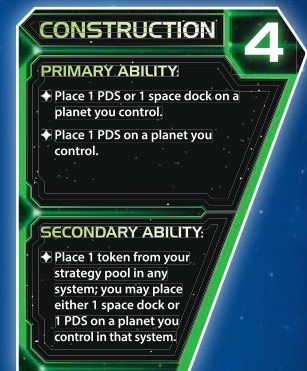 CONSTRUCTION
4
PRIMARY ABILITY:
✦ Place 1 PDS or 1 space dock on a
planet you control.
✦ Place 1 PDS on a planet you
control.
SECONDARY ABILITY:
✦ Place 1 token from your
strategy pool in any
system; you may place
either 1 space dock or
1 PDS on a planet you
control in that system.